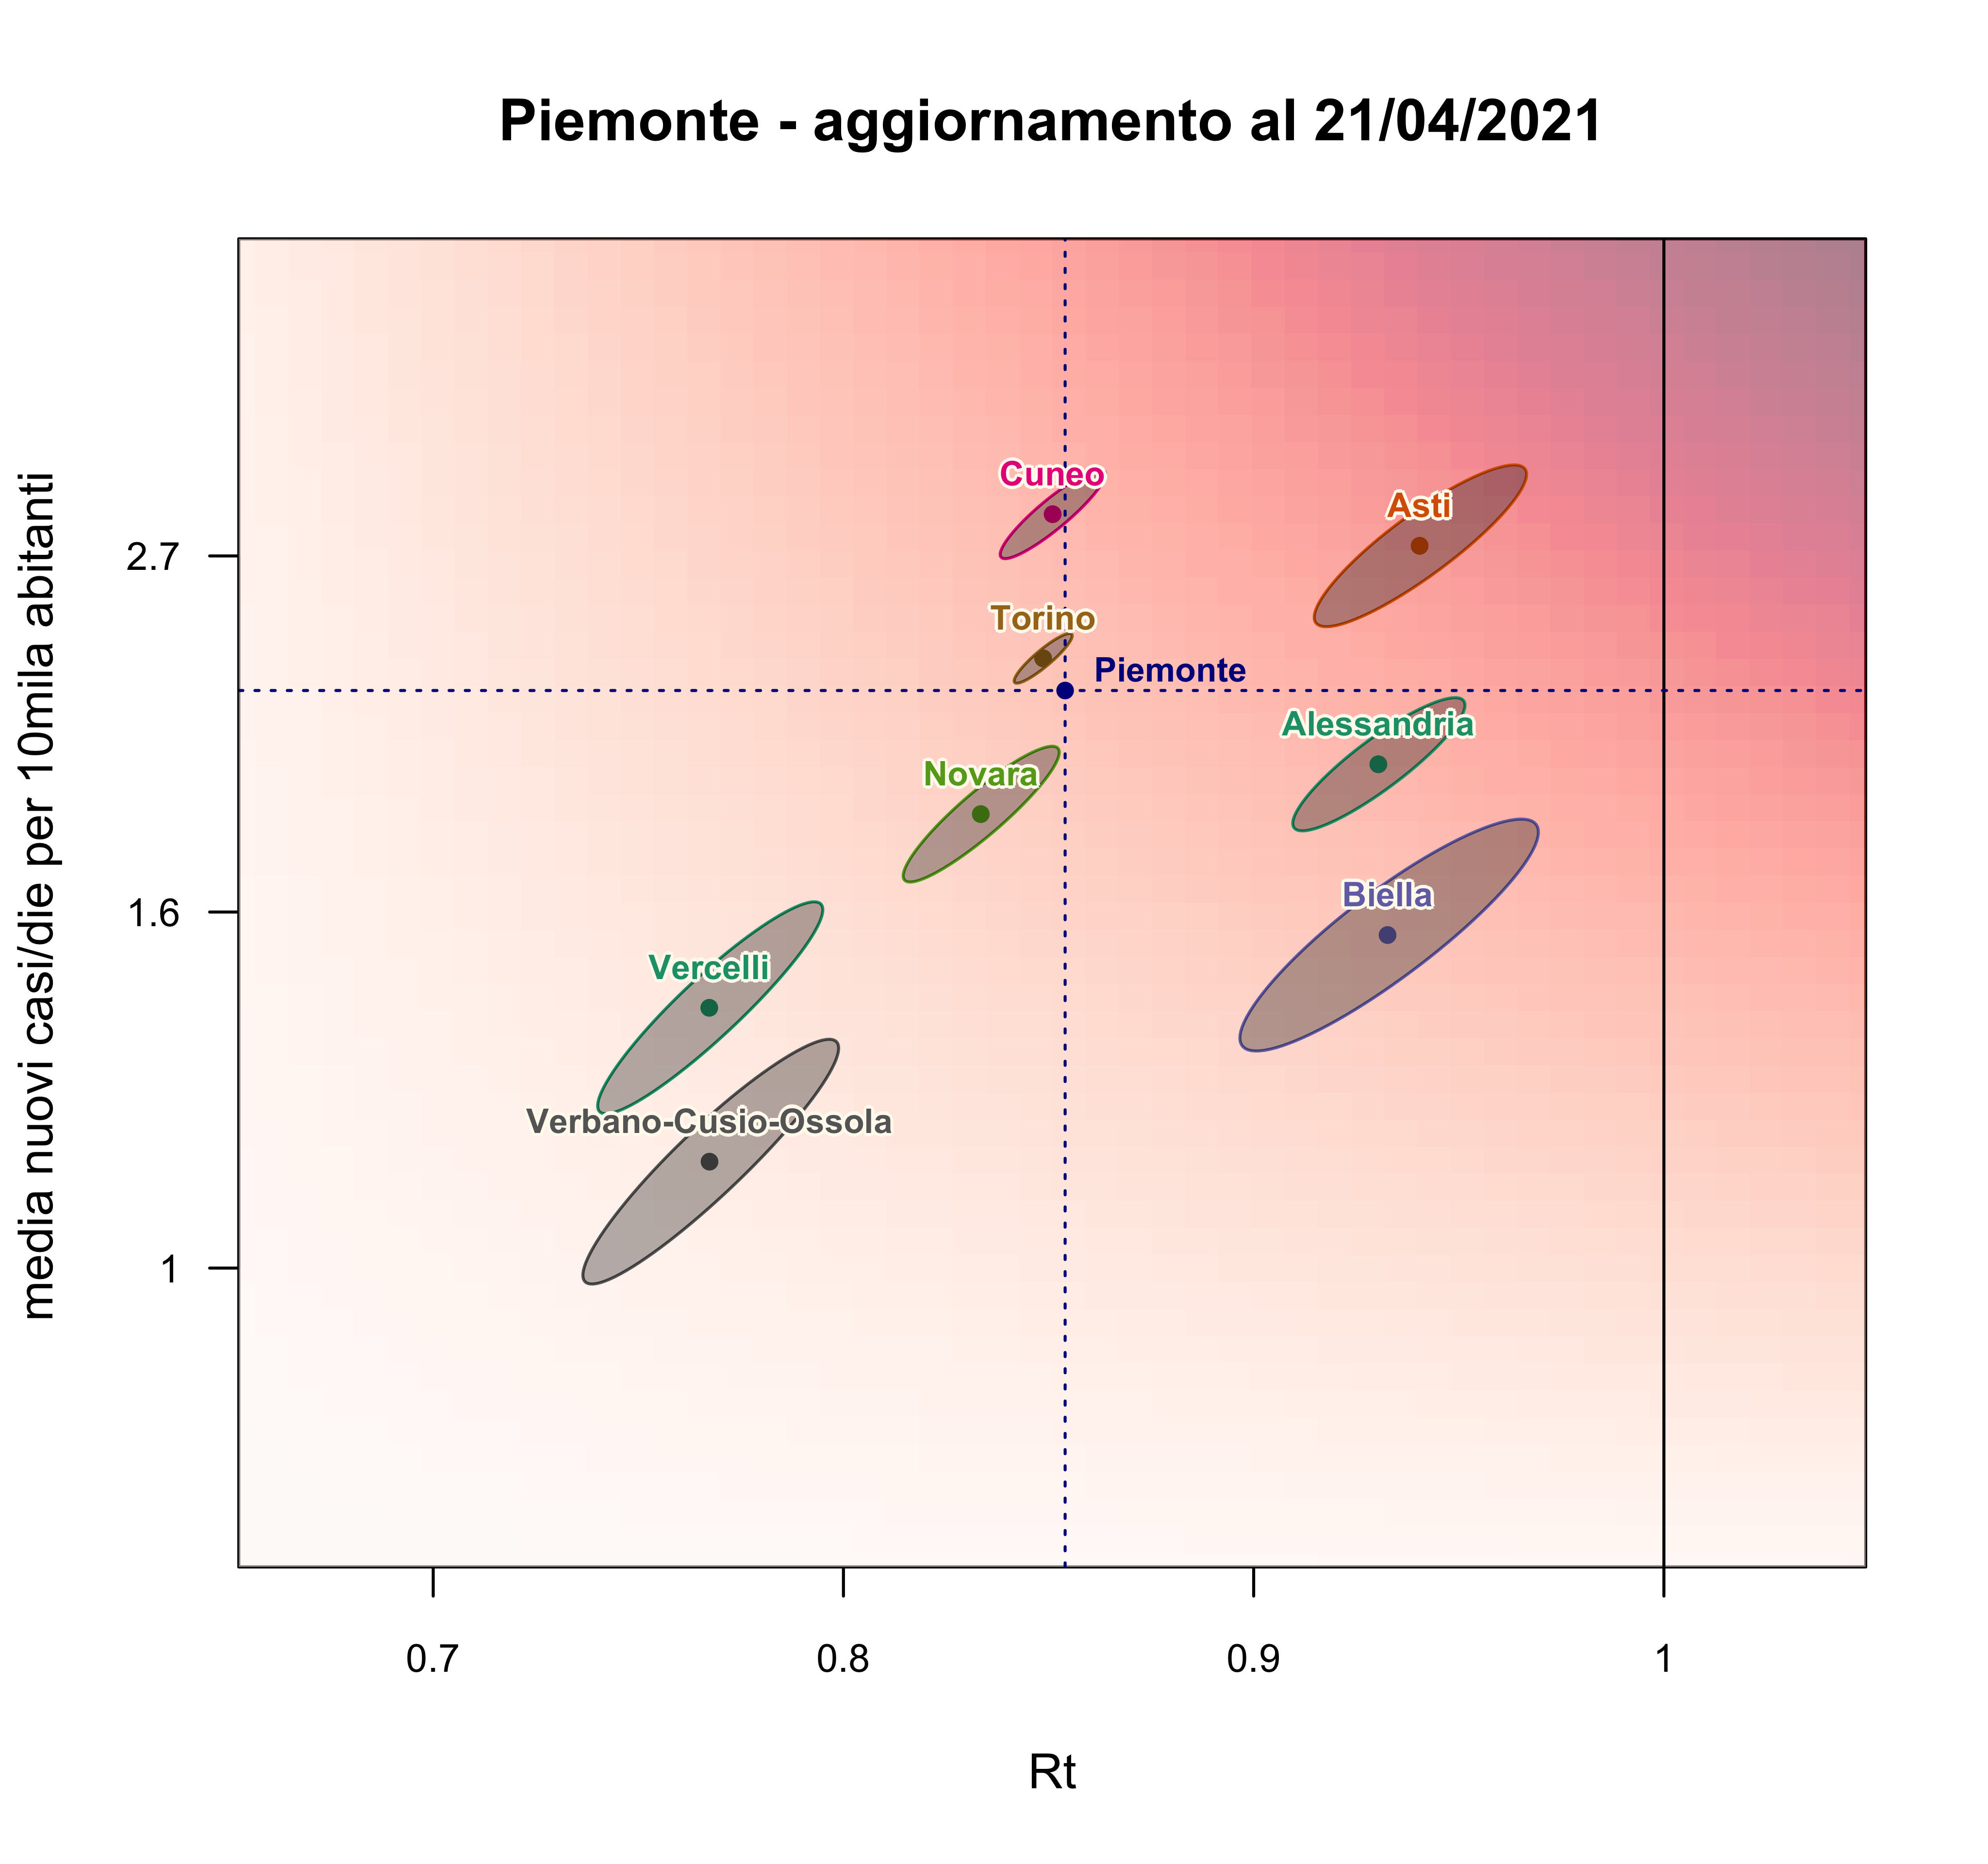 Piemonte - aggiornamento al 21/04/2021
media nuovi casi/die per 10mila abitanti
2.7
1.6
1
Cuneo
Asti
Torino
Piemonte
Alessandria
Novara
Biella
Vercelli
Verbano-Cusio-Ossola
0.7
0.8
0.9
1
Rt